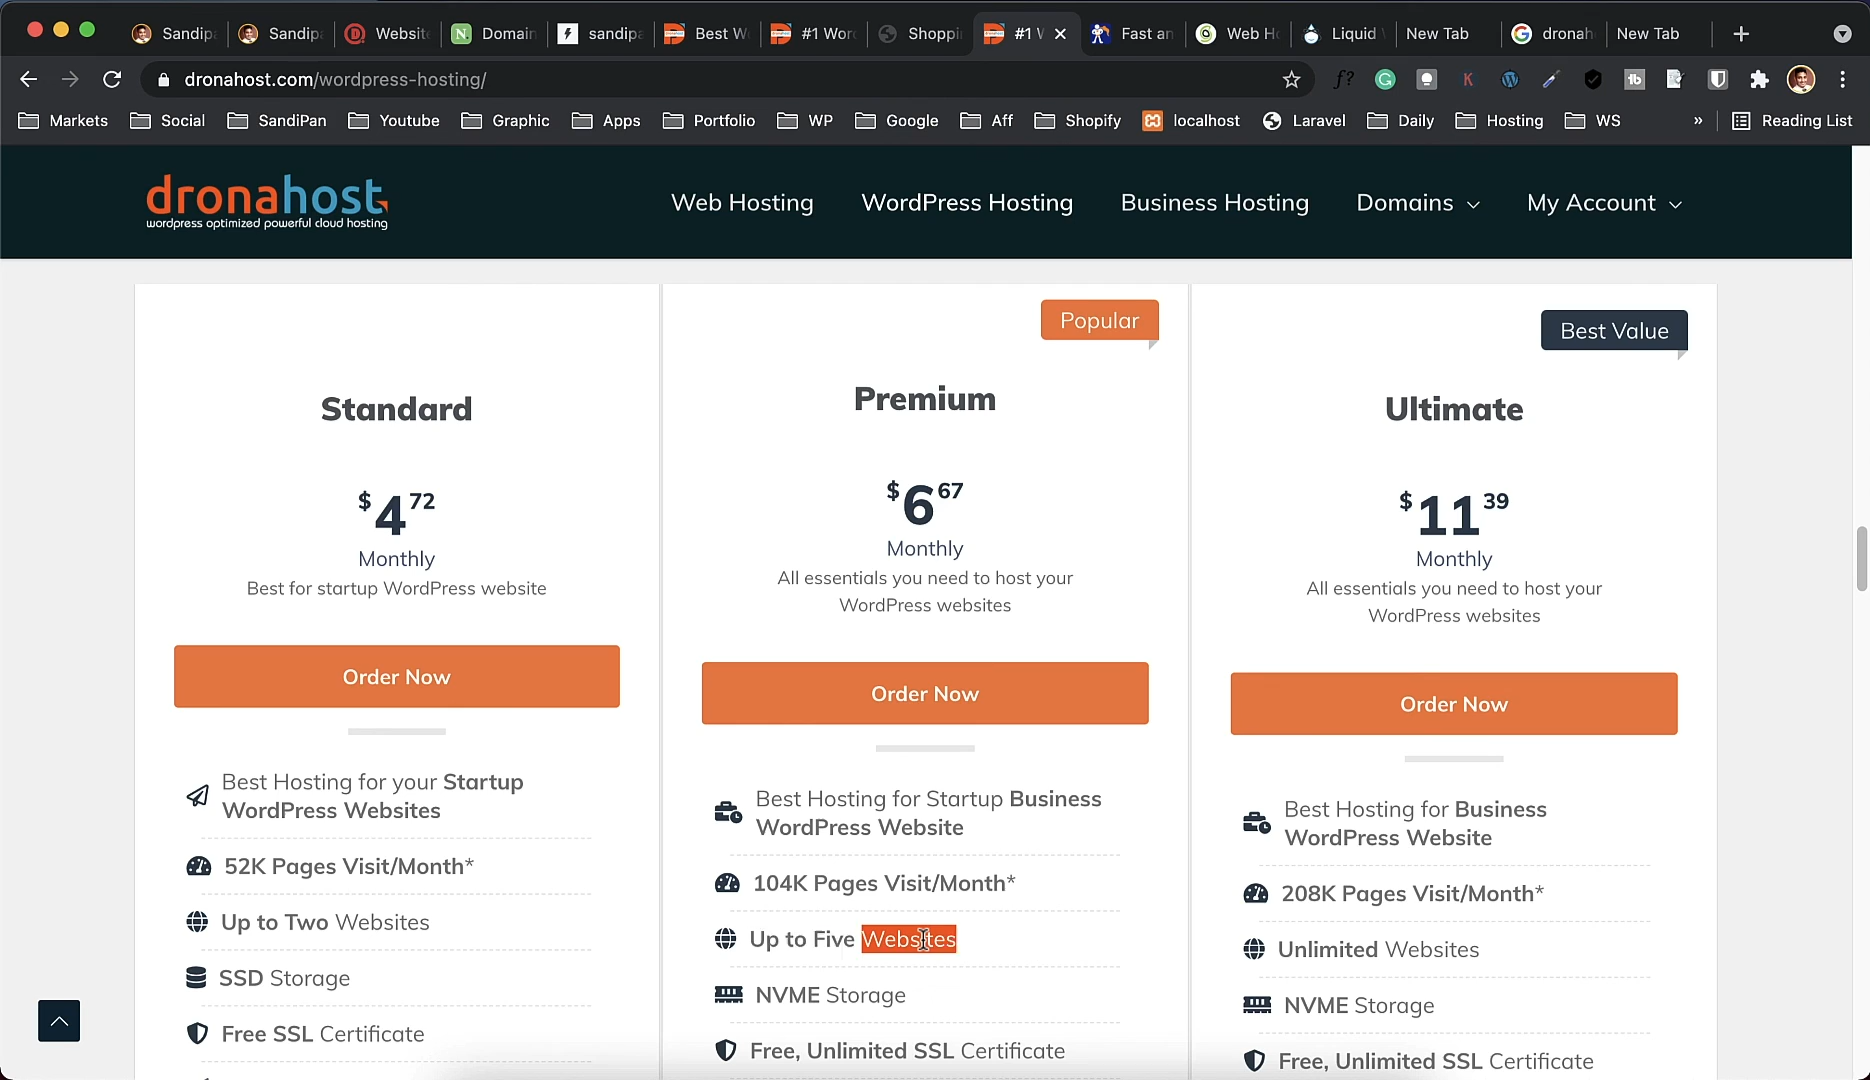 Sandipa
Sandipa
Website
Domain
sandipa
Best W
#1 Word
Shoppi
#1 W
Fast an
Web Ho
Liquid
New Tab
dronah
New Tab
dronahost.com/wordpress-hosting/
Markets
Social
SandiPan
Youtube
Graphic
Apps
Portfolio
WP
Google
Aff
Shopify
localhost
Laravel
Daily
Hosting
WS
»
Reading List
dronahost
wordpress optimized powerful cloud hosting
Web Hosting
WordPress Hosting
Business Hosting
Domains
My Account
Standard
$4 72
Monthly
Best for startup WordPress website
Order Now
Best Hosting for your Startup
WordPress Websites
52K Pages Visit/Month*
Up to Two Websites
SSD Storage
Free SSL Certificate
Popular
Premium
$6 67
Monthly
All essentials you need to host your
WordPress websites
Order Now
Best Hosting for Startup Business
WordPress Website
104K Pages Visit/Month*
Up to Five Websites
NVME Storage
Free, Unlimited SSL Certificate
Best Value
Ultimate
$11 39
Monthly
All essentials you need to host your
WordPress websites
Order Now
Best Hosting for Business
WordPress Website
208K Pages Visit/Month*
Unlimited Websites
NVME Storage
Free, Unlimited SSL Certificate